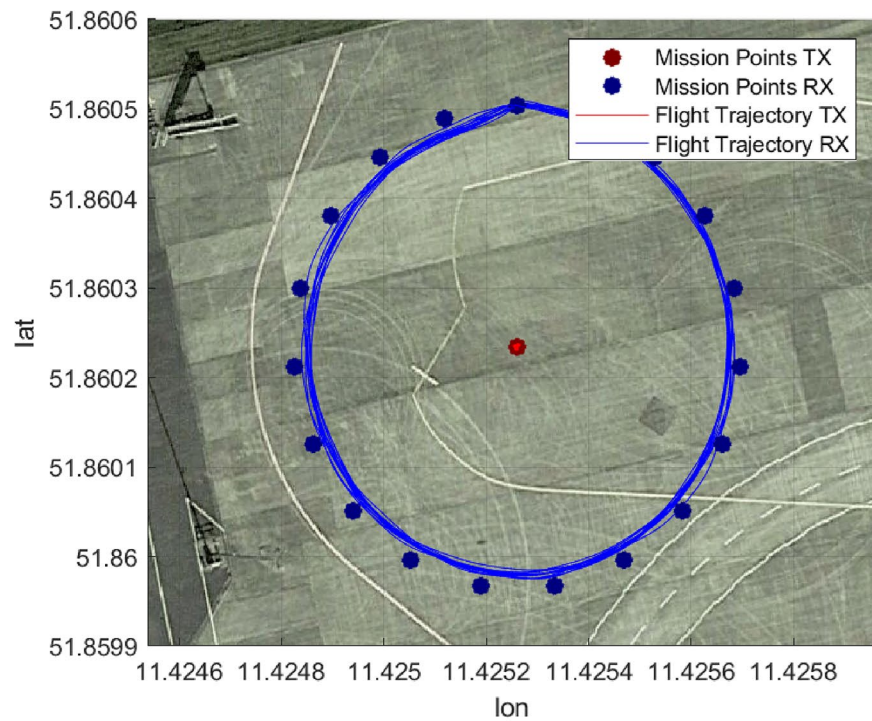 51.8606
51.8605
51.8604
51.8603
51.8602
51.8601
51.86
51.8599
lat
Mission Points TX
Mission Points RX
Flight Trajectory TX
Flight Trajectory RX
11.4246 11.4248 11.425 11.4252 11.4254 11.4256 11.4258
lon